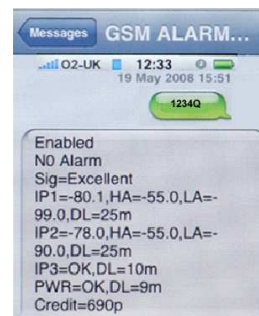 Messages GSM ALARM...
O2-UK 12:33
19 May 2008 15:51
1234Q
Enabled
N0 Alarm
Sig=Excellent
IP1=-80.1,HA=-55.0,LA=-
99.0,DL=25m
IP2=-78.0,HA=-55.0,LA=-
90.0,DL=25m
IP3=OK,DL=10m
PWR=OK,DL=9m
Credit=690p